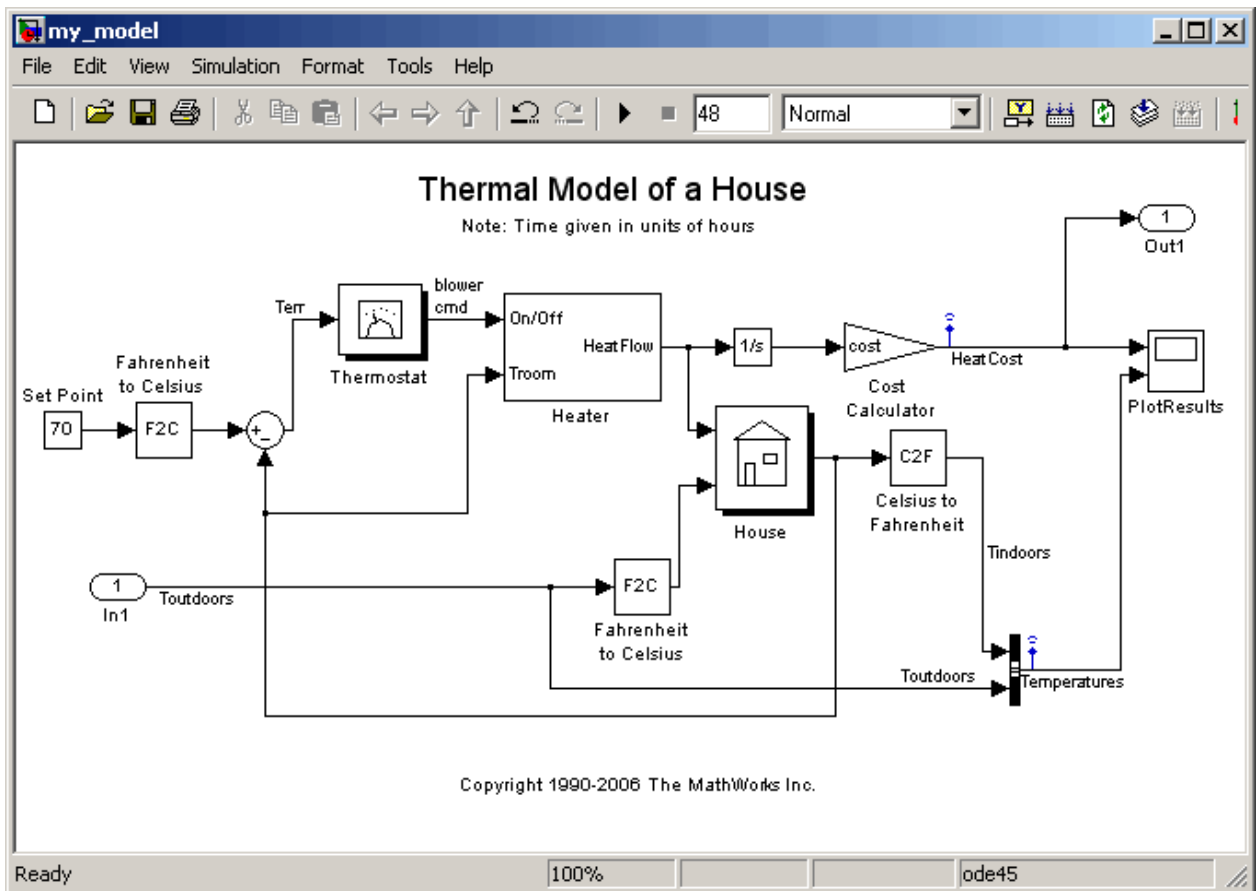 my_model
File Edit View Simulation Format Tools Help
48 Normal
Thermal Model of a House
Note: Time given in units of hours
1
Out1
blower
cmd
Terr
On/Off
HeatFlow
Troom
Heater
Thermostat
1/s
cost
HeatCost
Cost
Calculator
PlotResults
Fahrenheit
to Celsius
Set Point
70
F2C
+-
House
C2F
Celsius to
Fahrenheit
Tindoors
1
In1
Toutdoors
F2C
Fahrenheit
to Celsius
Toutdoors
Temperatures
Copyright 1990-2006 The MathWorks Inc.
Ready 100% ode45